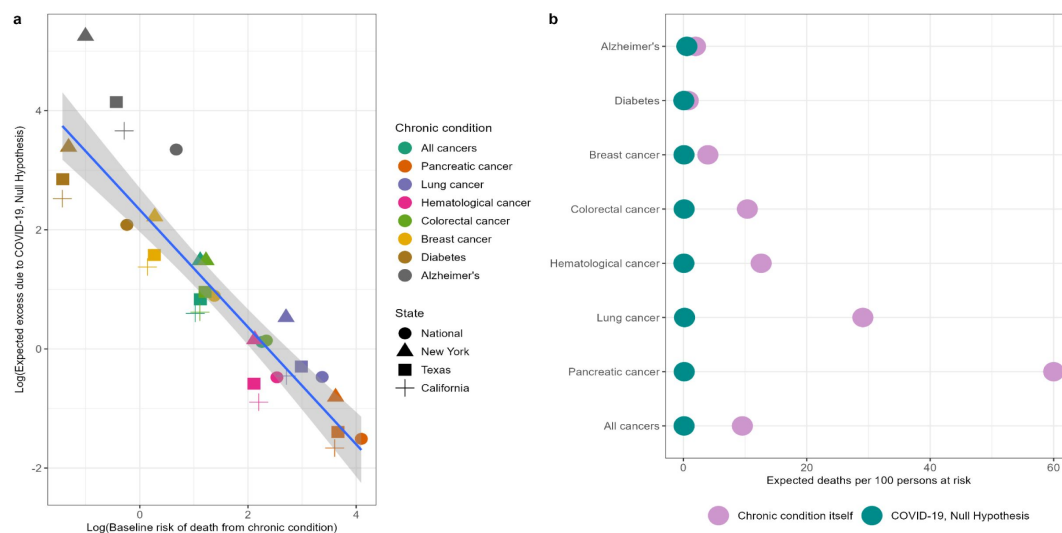 a
Log(Expected excess due to COVID-19, Null Hypothesis)
4
2
0
-2
0
2
4
Log(Baseline risk of death from chronic condition)
Chronic condition
All cancers
Pancreatic cancer
Lung cancer
Hematological cancer
Colorectal cancer
Breast cancer
Diabetes
Alzheimer's
State
National
New York
Texas
California
b
Alzheimer's
Diabetes
Breast cancer
Colorectal cancer
Hematological cancer
Lung cancer
Pancreatic cancer
All cancers
0
20
40
60
Expected deaths per 100 persons at risk
Chronic condition itself
COVID-19, Null Hypothesis